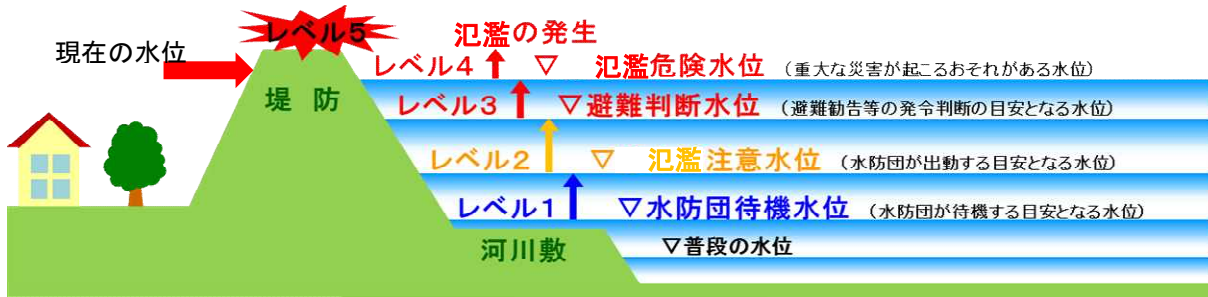 レベル5
氾濫の発生
現在の水位
レベル4 ▽ 氾濫危険水位 (重大な災害が起こるおそれがある水位)
堤防
レベル3 ▽避難判断水位 (避難勧告等の発令判断の目安となる水位)
レベル2 ▽ 氾濫注意水位 (水防団が出動する目安となる水位)
レベル1 ▽水防団待機水位 (水防団が待機する目安となる水位)
河川敷
▽普段の水位